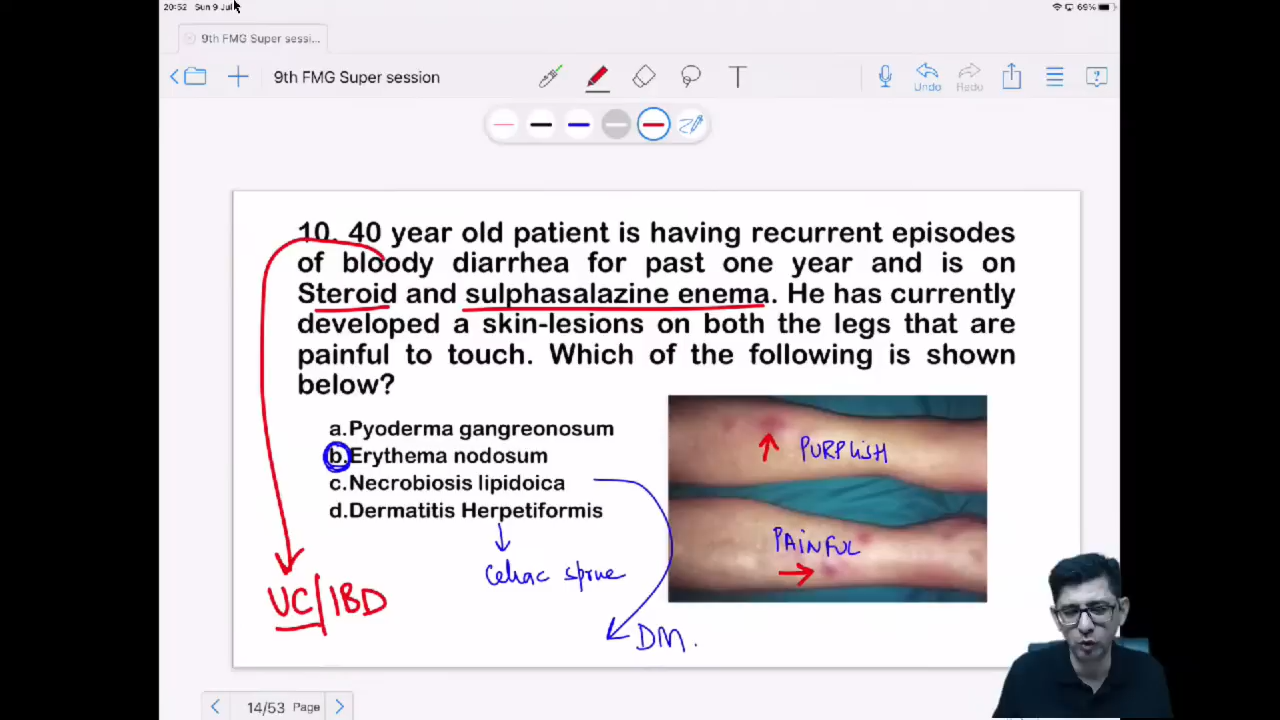 20:52 Sun 9 Jul
69%
9th FMG Super sessi...
9th FMG Super session
T
Undo
Redo
10. 40 year old patient is having recurrent episodes
of bloody diarrhea for past one year and is on
Steroid and sulphasalazine enema. He has currently
developed a skin-lesions on both the legs that are
painful to touch. Which of the following is shown
below?
a.Pyoderma gangreonosum
b.Erythema nodosum
c.Necrobiosis lipidoica
d.Dermatitis Herpetiformis
PURPLISH
PAINFUL
Celiac sprue
UC/IBD
DM.
14/53 Page